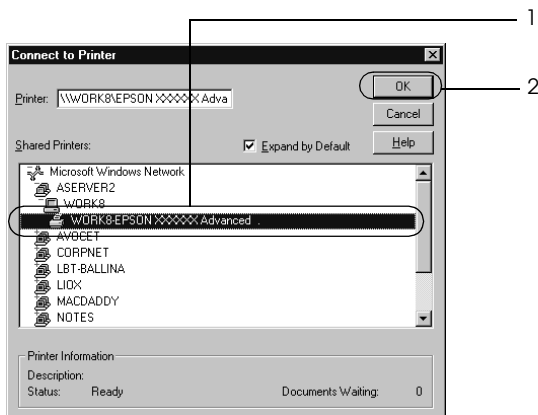 1
Connect to Printer
Printer: \\WORK8\EPSON XXXXXX Adva
OK
2
Cancel
Shared Printers:
Expand by Default
Help
Microsoft Windows Network
ASERVER2
WORK8
WORK8-EPSON XXXXXX Advanced .
AVOCET
CORPNET
LBT-BALLINA
LIOX
MACDADDY
NOTES
Printer Information
Description:
Status: Ready Documents Waiting: 0